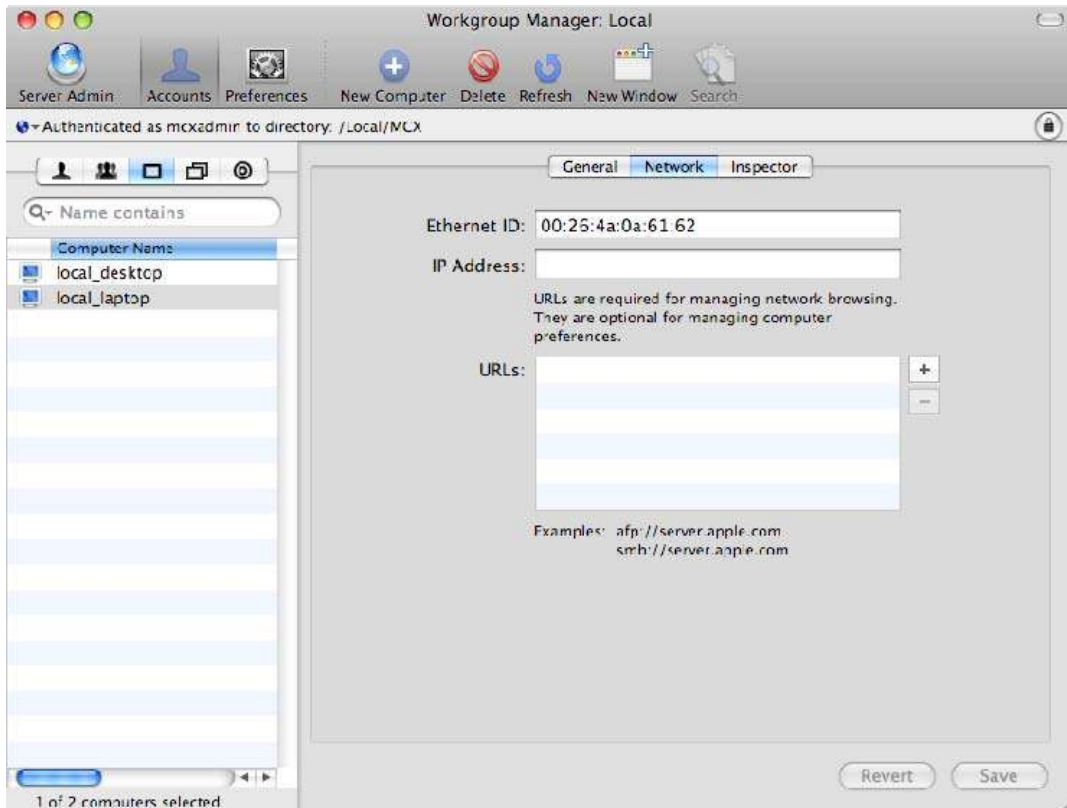 Workgroup Manager: Local
Server Admin Accounts Preferences New Computer Delete Refresh New Window Search
Authenticated as mcxadmin to directory: /Local/MCX
General Network Inspector
Name contains
Computer Name
local_desktop
local_laptop
1 of 2 computers selected
Ethernet ID: 00:26:4a:0a:61:62
IP Address:
URLs are required for managing network browsing.
They are optional for managing computer
preferences.
URLs:
Examples: afp://server.apple.com
smb://server.apple.com
Revert Save